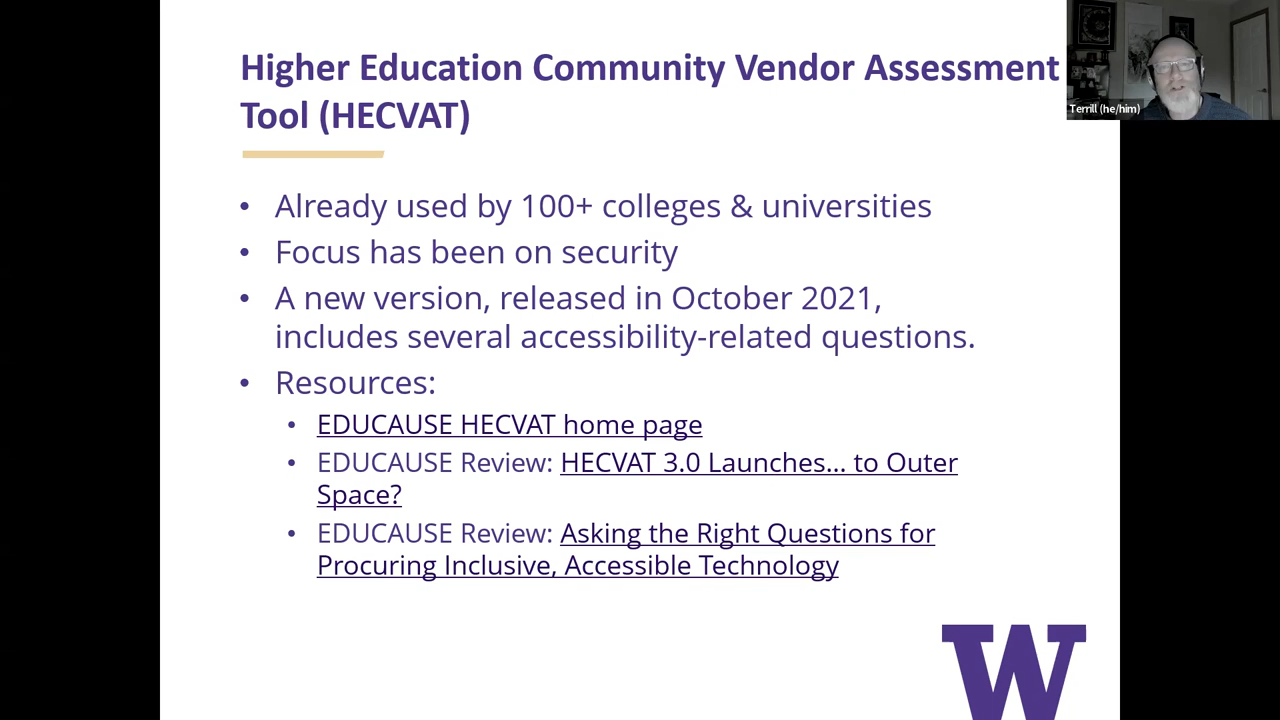 Higher Education Community Vendor Assessment
Tool (HECVAT)
Terrill (he/him)
• Already used by 100+ colleges & universities
• Focus has been on security
• A new version, released in October 2021,
includes several accessibility-related questions.
• Resources:
• EDUCAUSE HECVAT home page
• EDUCAUSE Review: HECVAT 3.0 Launches... to Outer
Space?
• EDUCAUSE Review: Asking the Right Questions for
Procuring Inclusive, Accessible Technology
W